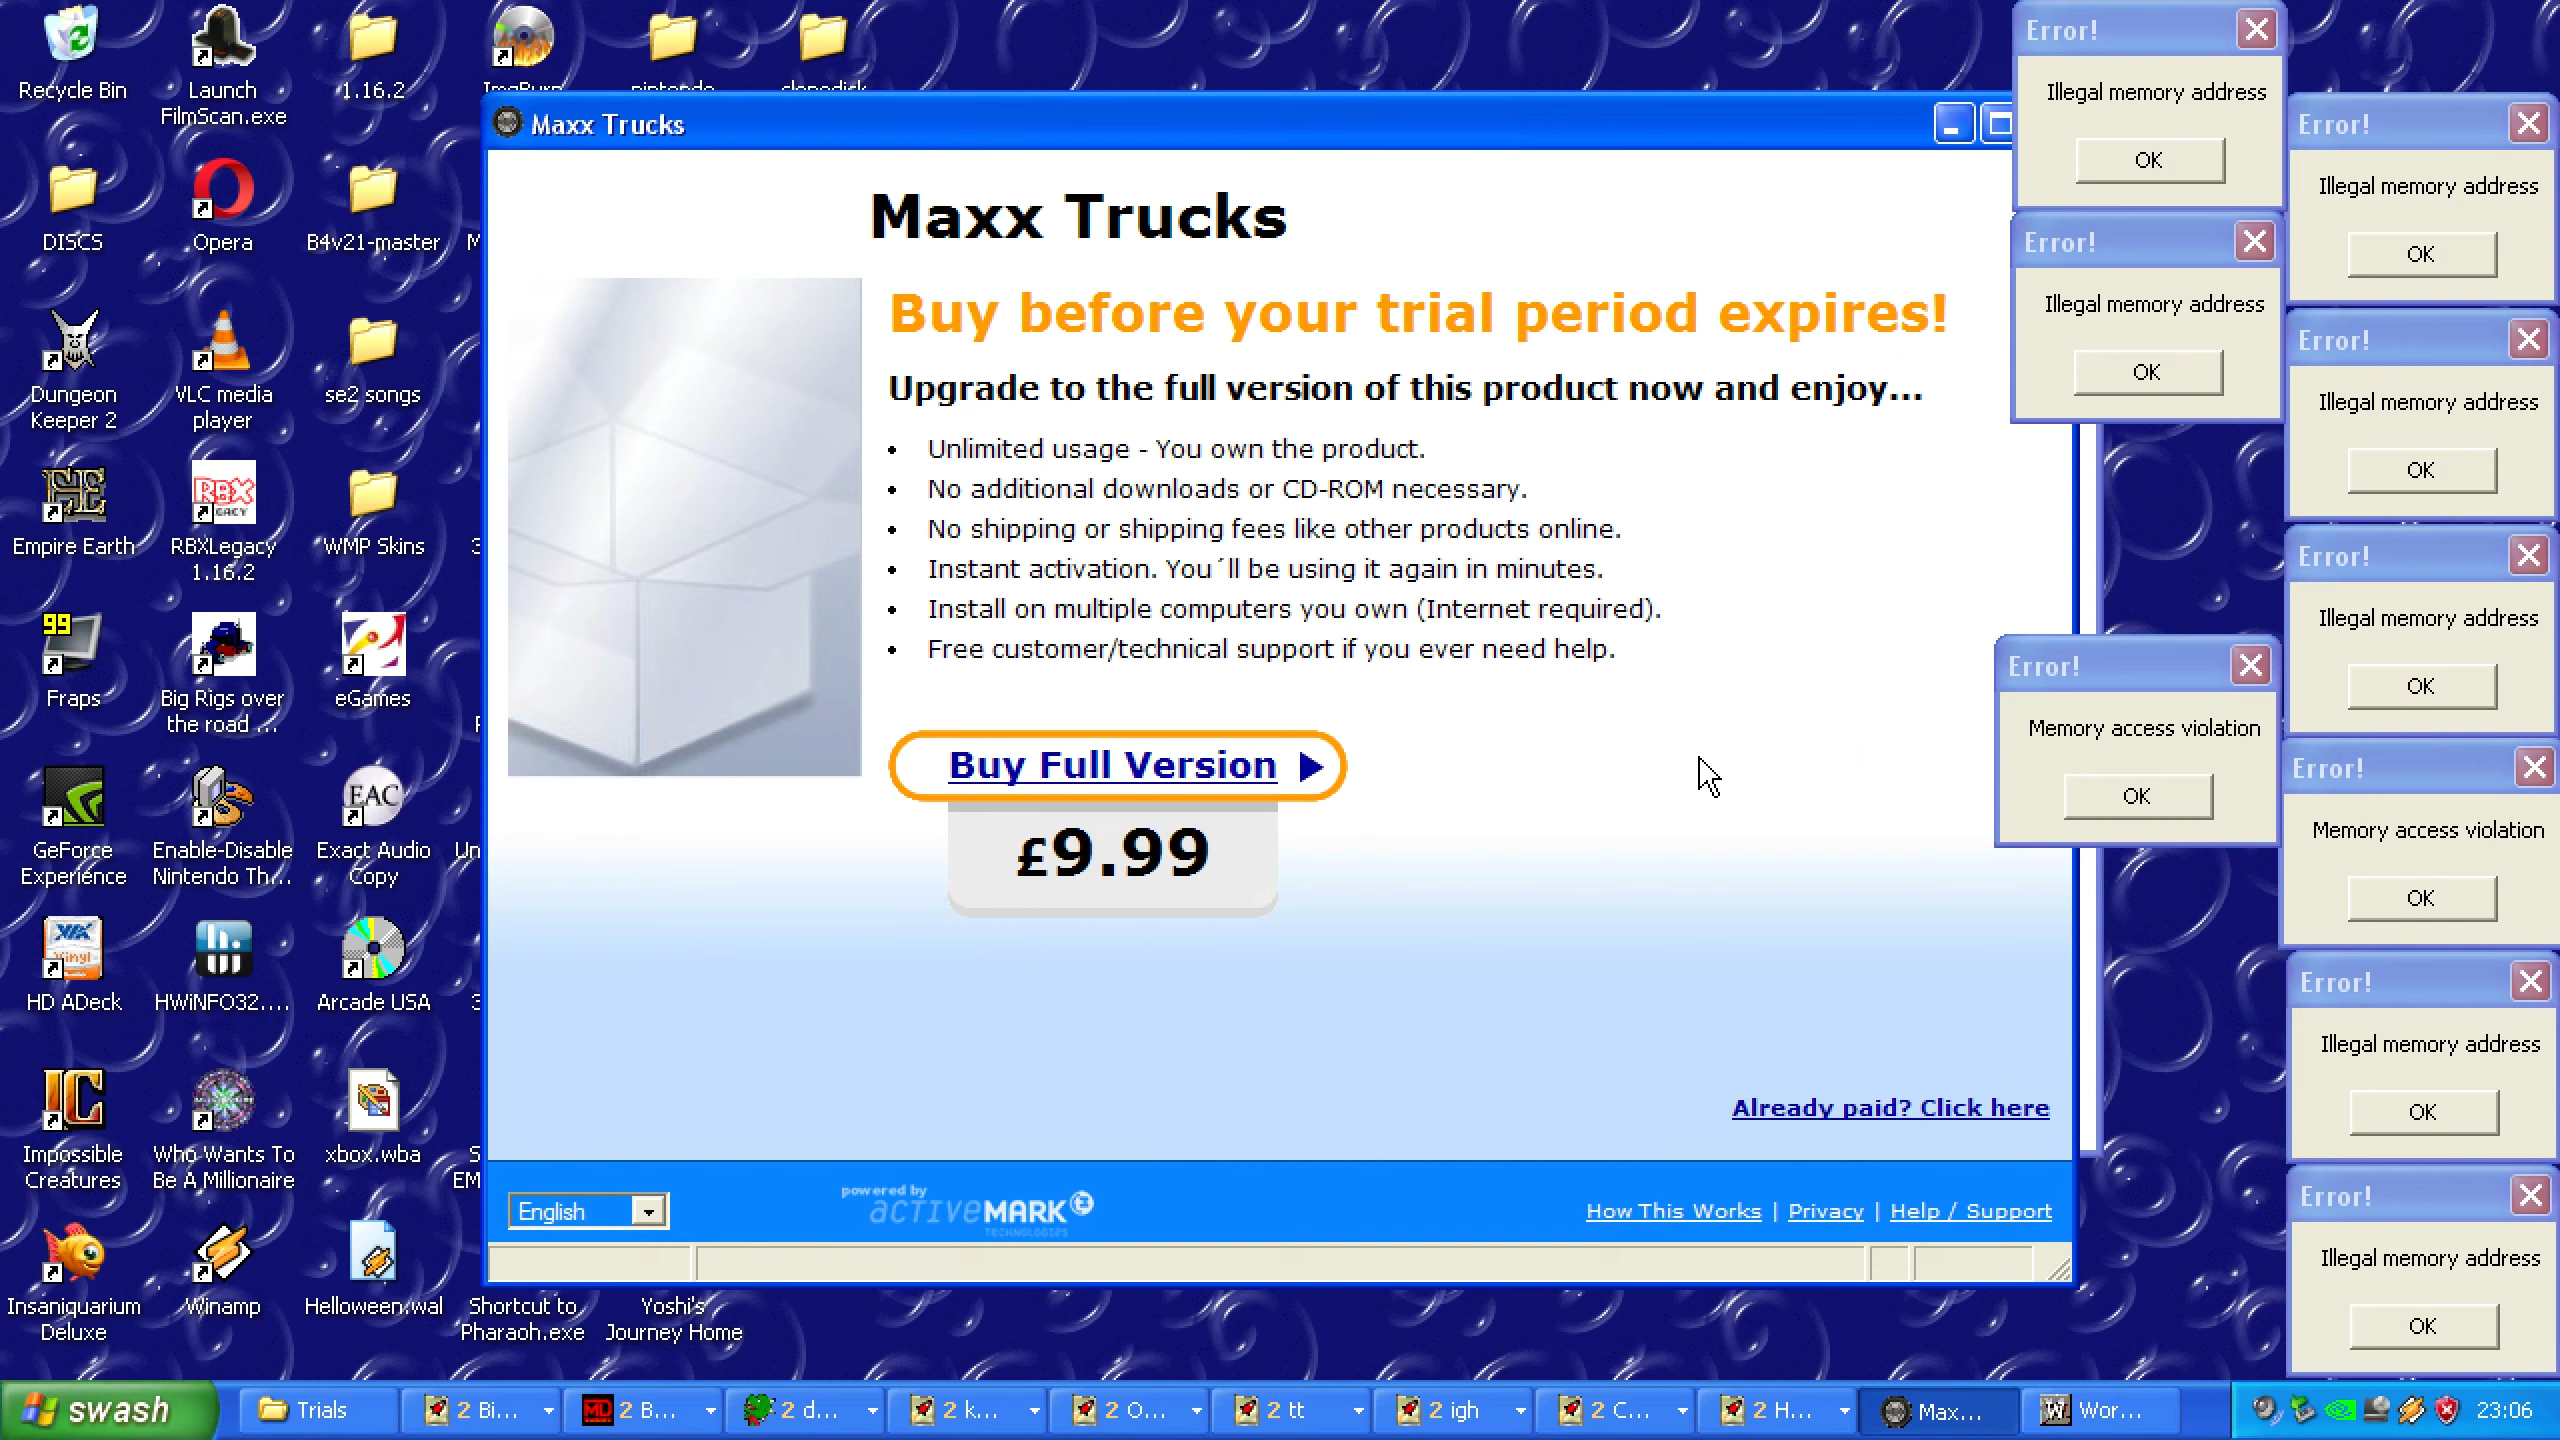 Recycle Bin
Launch
FilmScan.exe
1.16.2
ImgBurn
nintendo
clonedisk
DISCS
Opera
B4v21-master
Dungeon
Keeper 2
VLC media
player
se2 songs
Empire Earth
RBX
RBXLegacy
1.16.2
WMP Skins
99
Fraps
Big Rigs over
the road ...
eGames
GeForce
Experience
Enable-Disable
Nintendo Th...
EAC
Exact Audio
Copy
VIA
Vinyl
HD ADeck
HWiNFO32....
Arcade USA
IC
Impossible
Creatures
Who Wants To
Be A Millionaire
xbox.wba
Insaniquarium
Deluxe
Winamp
Helloween.wal
Shortcut to
Pharaoh.exe
Yoshi's
Journey Home
Maxx Trucks
Maxx Trucks
Buy before your trial period expires!
Upgrade to the full version of this product now and enjoy...
• Unlimited usage - You own the product.
• No additional downloads or CD-ROM necessary.
• No shipping or shipping fees like other products online.
• Instant activation. You´ll be using it again in minutes.
• Install on multiple computers you own (Internet required).
• Free customer/technical support if you ever need help.
Buy Full Version
£9.99
Already paid? Click here
English
powered by
activeMARK
TECHNOLOGIES
How This Works | Privacy | Help / Support
Error!
Illegal memory address
OK
Error!
Illegal memory address
OK
Error!
Illegal memory address
OK
Error!
Illegal memory address
OK
Error!
Illegal memory address
OK
Error!
Memory access violation
OK
Error!
Memory access violation
OK
Error!
Illegal memory address
OK
Error!
Illegal memory address
OK
swash
Trials
2 Bi...
MD 2 B...
2 d...
2 k...
2 O...
2 tt
2 igh
2 C...
2 H...
Max...
Wor...
23:06